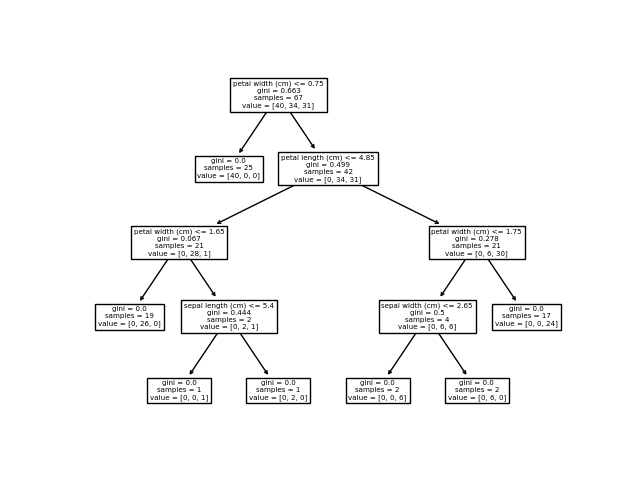 petal width (cm) <= 0.75
gini = 0.663
samples = 67
value = [40, 34, 31]
gini = 0.0
samples = 25
value = [40, 0, 0]
petal length (cm) <= 4.85
gini = 0.499
samples = 42
value = [0, 34, 31]
petal width (cm) <= 1.65
gini = 0.067
samples = 21
value = [0, 28, 1]
petal width (cm) <= 1.75
gini = 0.278
samples = 21
value = [0, 6, 30]
gini = 0.0
samples = 19
value = [0, 26, 0]
sepal length (cm) <= 5.4
gini = 0.444
samples = 2
value = [0, 2, 1]
sepal width (cm) <= 2.65
gini = 0.5
samples = 4
value = [0, 6, 6]
gini = 0.0
samples = 17
value = [0, 0, 24]
gini = 0.0
samples = 1
value = [0, 0, 1]
gini = 0.0
samples = 1
value = [0, 2, 0]
gini = 0.0
samples = 2
value = [0, 0, 6]
gini = 0.0
samples = 2
value = [0, 6, 0]